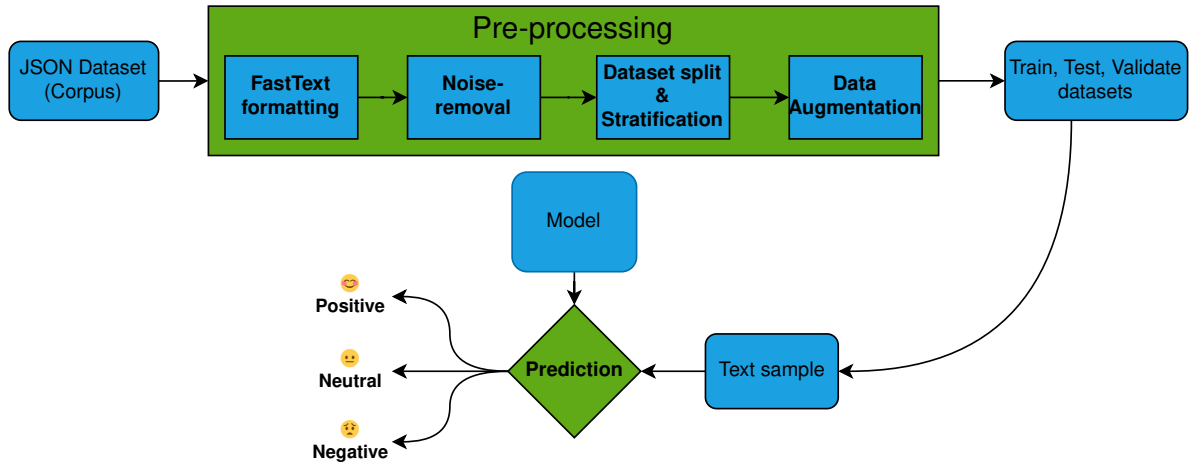 Pre-processing
JSON Dataset
(Corpus)
FastText
formatting
Noise-
removal
Dataset split
&
Stratification
Data
Augmentation
Train, Test, Validate
datasets
Model
Positive
Neutral
Negative
Prediction
Text sample